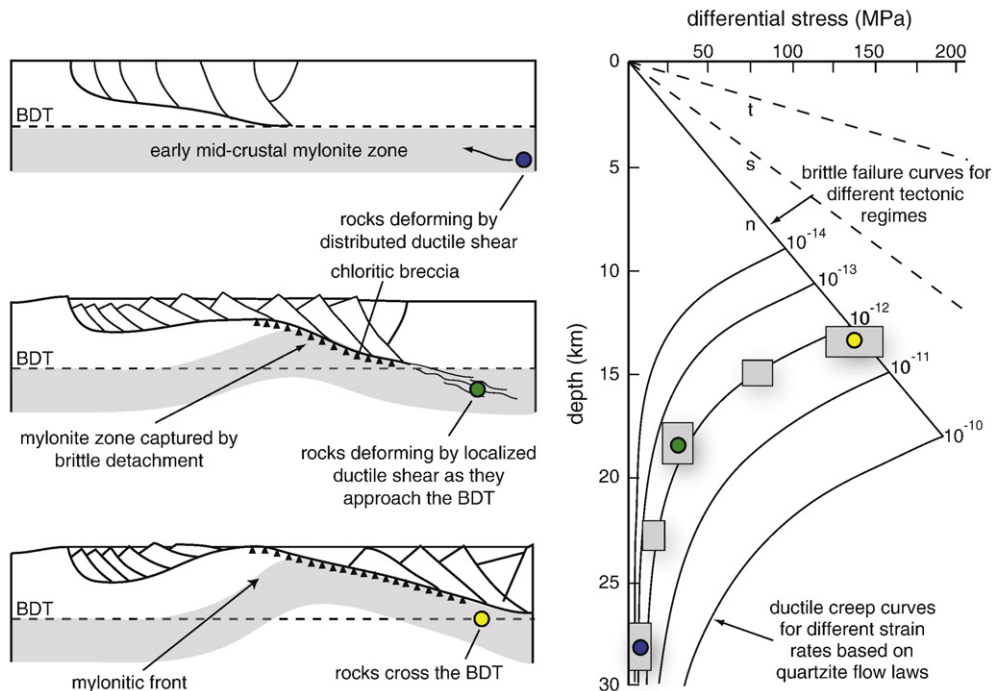 BDT
early mid-crustal mylonite zone
rocks deforming by
distributed ductile shear
chloritic breccia
BDT
mylonite zone captured by
brittle detachment
rocks deforming by localized
ductile shear as they
approach the BDT
BDT
rocks cross the BDT
mylonitic front
differential stress (MPa)
50
100
150
200
0
5
10
15
20
25
30
depth (km)
t
s
n
brittle failure curves for
different tectonic
regimes
10-14
10-13
10-12
10-11
10-10
ductile creep curves
for different strain
rates based on
quartzite flow laws